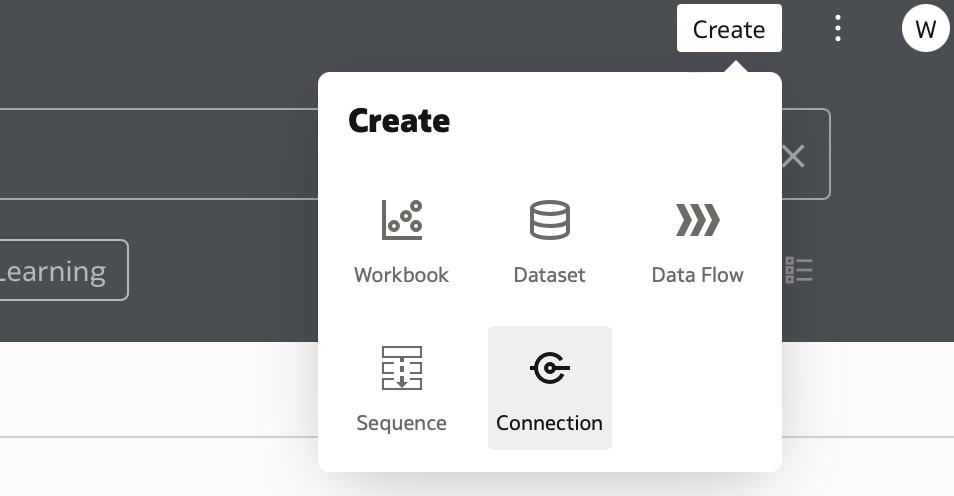 Create
W
Create
Workbook
Dataset
Data Flow
Learning
Sequence
Connection